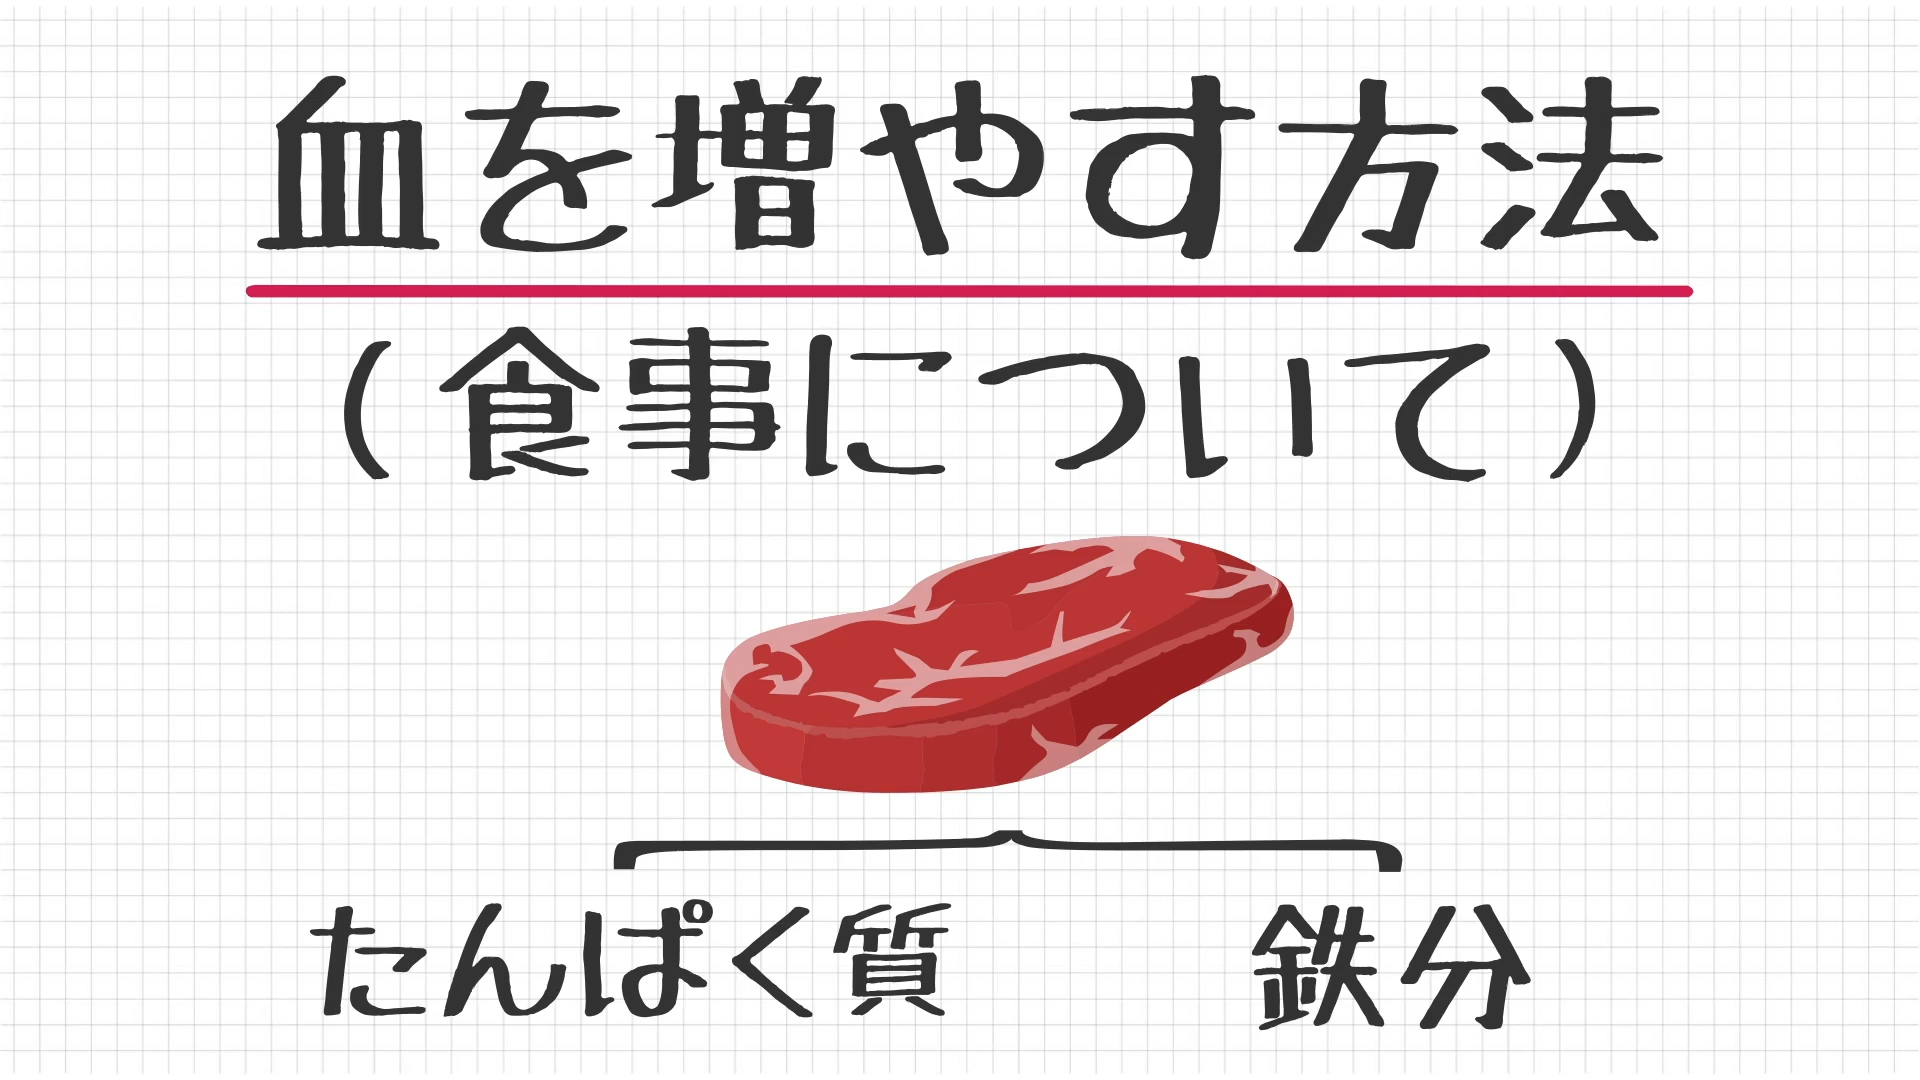 血を増やす方法
(食事について)
たんぱく質
鉄分